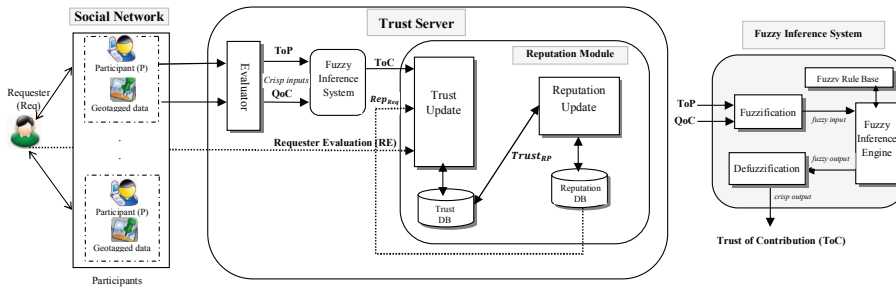 Social Network
Requester
(Req)
Participant (P)
Geotagged data
.
.
Participant (P)
Geotagged data
Participants
Trust Server
Evaluator
ToP
Crisp inputs
QoC
Fuzzy
Inference
System
ToC
Rep_Req
Requester Evaluation (RE)
Reputation Module
Trust
Update
Reputation
Update
Trust_RP
Trust
DB
Reputation
DB
Fuzzy Inference System
Fuzzy Rule Base
ToP
QoC
Fuzzification
fuzzy input
Fuzzy
Inference
Engine
Defuzzification
fuzzy output
crisp output
Trust of Contribution (ToC)